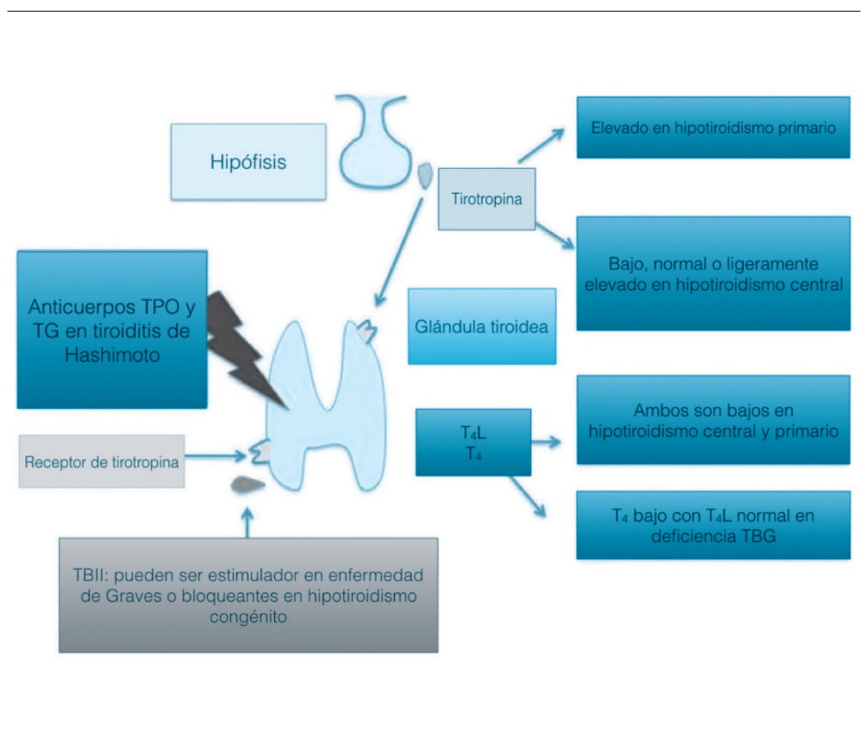 Hipófisis
Tirotropina
Elevado en hipotiroidismo primario
Bajo, normal o ligeramente
elevado en hipotiroidismo central
Anticuerpos TPO y
TG en tiroiditis de
Hashimoto
Glándula tiroidea
Receptor de tirotropina
T₄L
T₄
Ambos son bajos en
hipotiroidismo central y primario
T₄ bajo con T₄L normal en
deficiencia TBG
TBII: pueden ser estimulador en enfermedad
de Graves o bloqueantes en hipotiroidismo
congénito